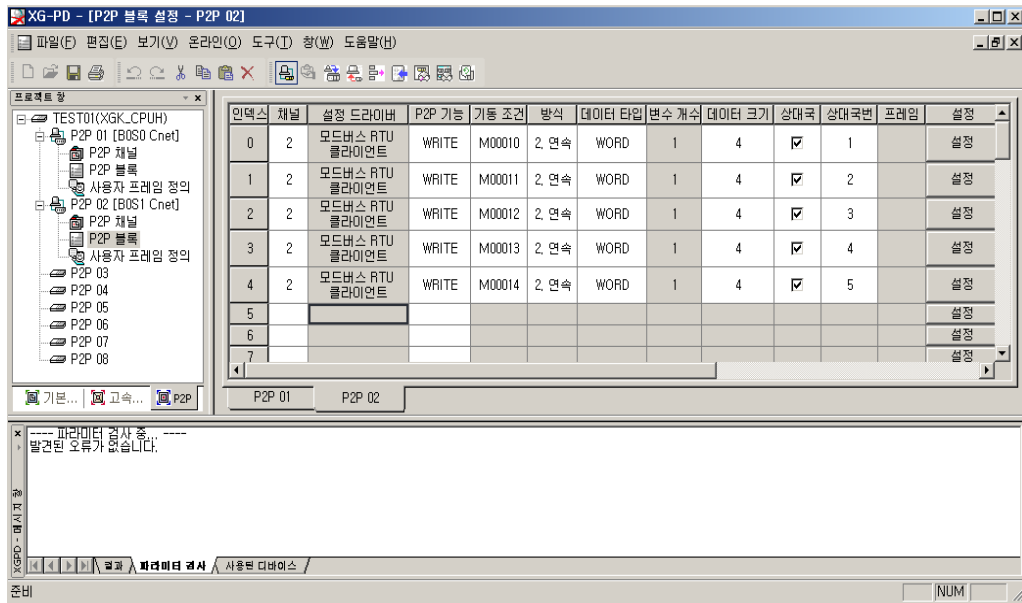 XG-PD - [P2P 블록 설정 - P2P 02]
파일(F) 편집(E) 보기(V) 온라인(O) 도구(T) 창(W) 도움말(H)
프로젝트 창
TEST01(XGK_CPUH)
P2P 01 [B0S0 Cnet]
P2P 채널
P2P 블록
사용자 프레임 정의
P2P 02 [B0S1 Cnet]
P2P 채널
P2P 블록
사용자 프레임 정의
P2P 03
P2P 04
P2P 05
P2P 06
P2P 07
P2P 08
기본... 고속... P2P
인덱스 채널 설정 드라이버 P2P 기능 기동 조건 방식 데이터 타입 변수 개수 데이터 크기 상대국 상대국번 프레임 설정
0 2 모드버스 RTU 클라이언트 WRITE M00010 2. 연속 WORD 1 4 1 설정
1 2 모드버스 RTU 클라이언트 WRITE M00011 2. 연속 WORD 1 4 2 설정
2 2 모드버스 RTU 클라이언트 WRITE M00012 2. 연속 WORD 1 4 3 설정
3 2 모드버스 RTU 클라이언트 WRITE M00013 2. 연속 WORD 1 4 4 설정
4 2 모드버스 RTU 클라이언트 WRITE M00014 2. 연속 WORD 1 4 5 설정
5 설정
6 설정
7 설정
P2P 01 P2P 02
---- 파라미터 검사 중... ----
발견된 오류가 없습니다.
XGPD - 메시지 창
결과 파라미터 검사 사용된 디바이스
준비 NUM